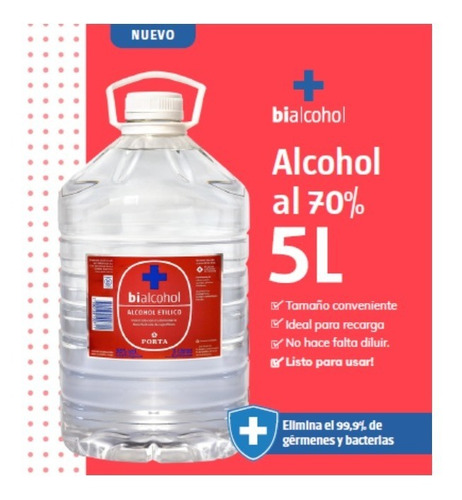 NUEVO
bialcohol
Alcohol
al 70%
5L
Tamaño conveniente
Ideal para recarga
No hace falta diluir.
Listo para usar!
Elimina el 99,9% de
gérmenes y bacterias
bialcohol
ALCOHOL ETILICO
PORTA